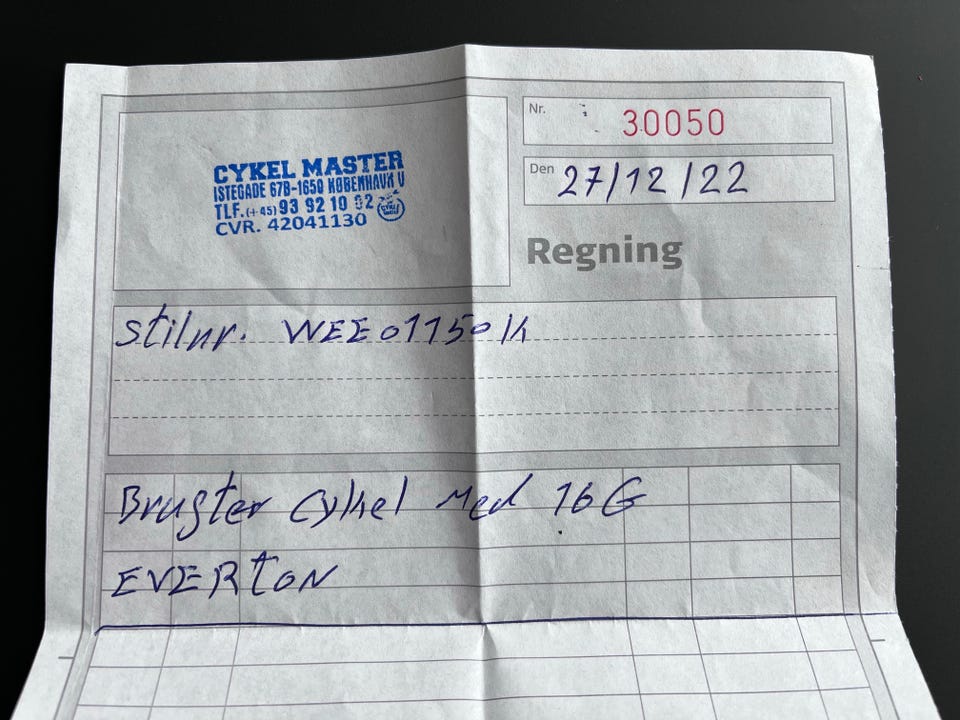 Nr. 30050
CYKEL MASTER
ISTEGADE 67B-1650 KØBENHAVN V
TLF.(+45) 93 92 10 02
CVR. 42041130
Den 27/12/22
Regning
Stilnr. WEE01150K
Brugter Cykel Med 16G
EVERtoN